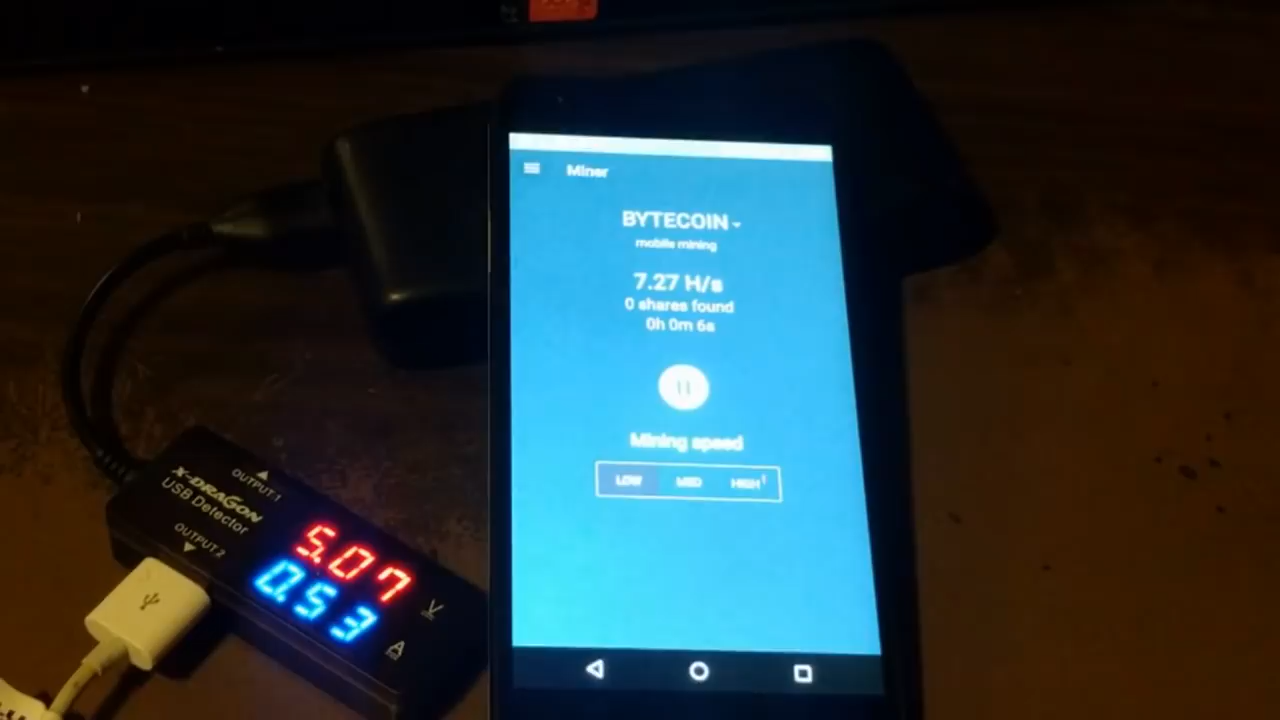 Miner
BYTECOIN
mobile mining
7.27 H/s
0 shares found
0h 0m 6s
Mining speed
LOW MED HIGH!
X-DRAGON
USB Detector
OUTPUT 1
OUTPUT 2
5.07 V
0.53 A